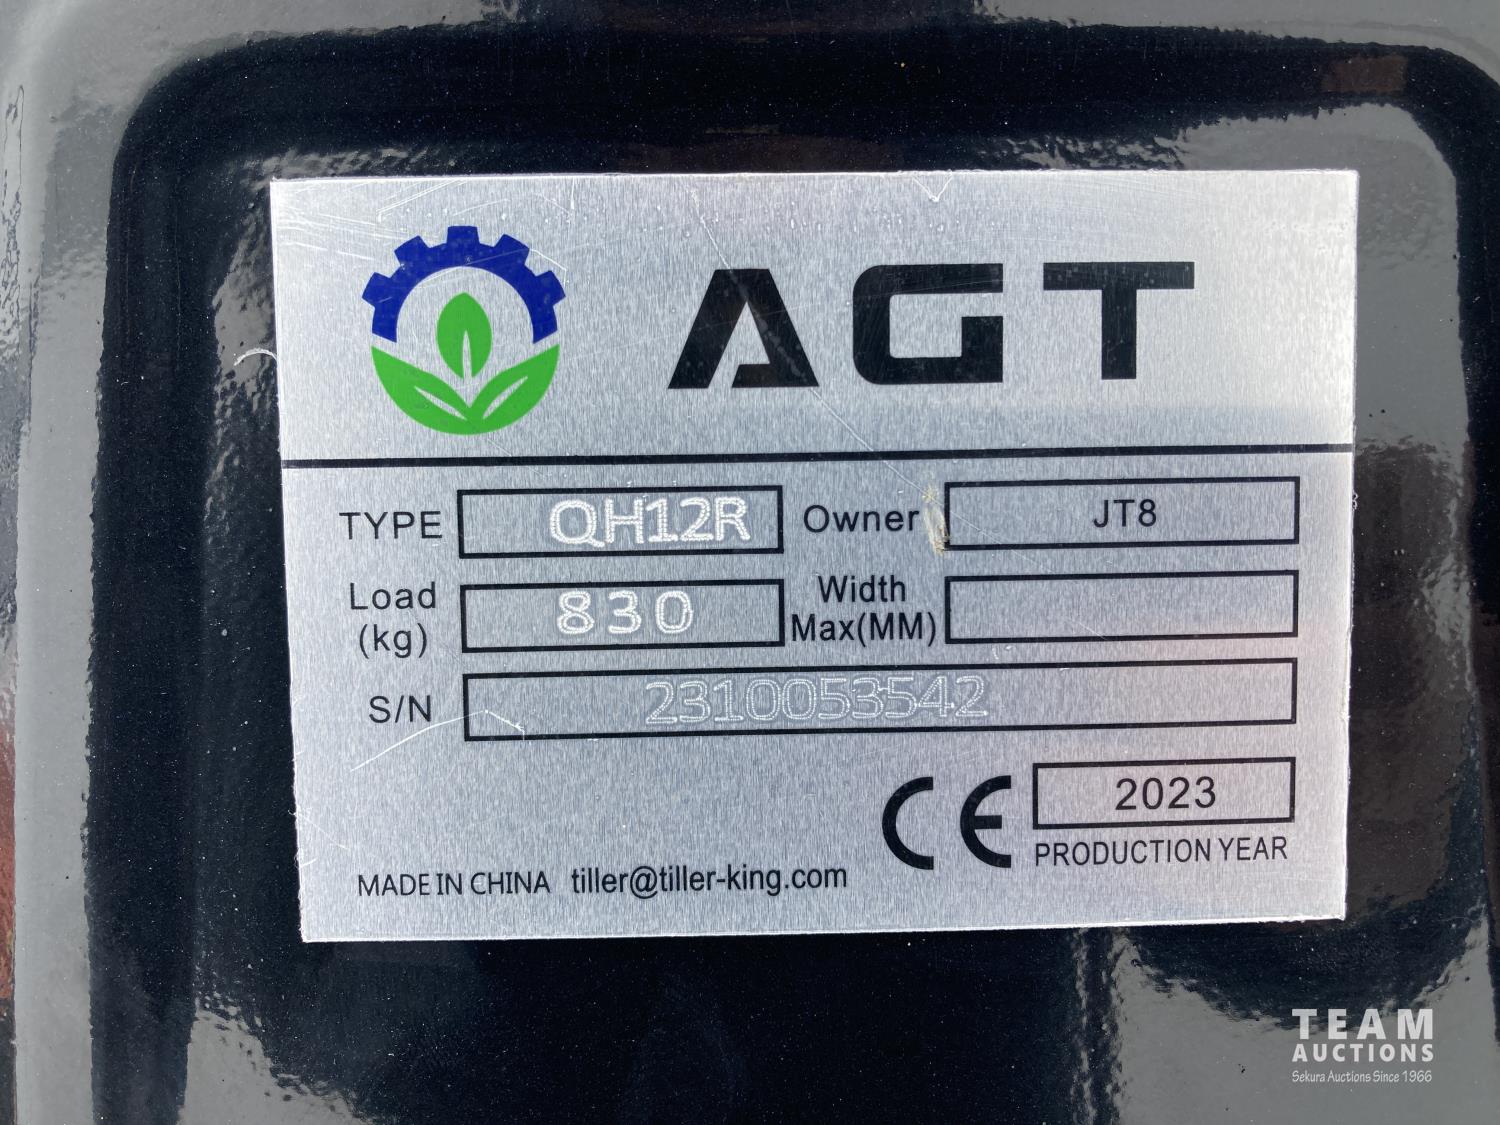 AGT
TYPE QH12R Owner JT8
Load (kg) 830 Width Max(MM)
S/N 2310053542
CE 2023
PRODUCTION YEAR
MADE IN CHINA tiller@tiller-king.com
TEAM
AUCTIONS
Sekura Auctions Since 1966